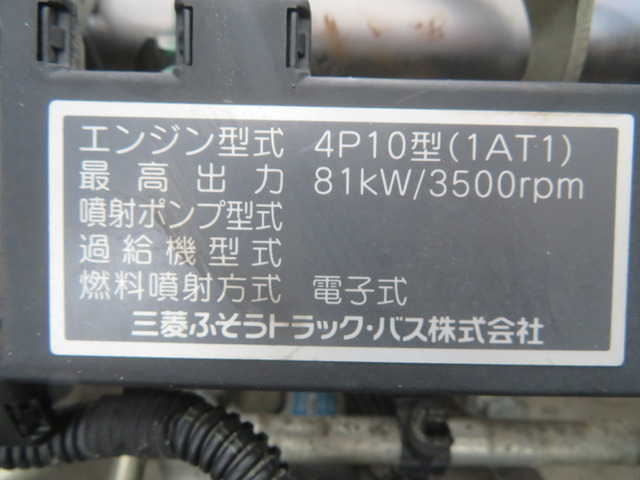 エンジン型式 4P10型(1AT1)
最高出力 81kW/3500rpm
噴射ポンプ型式
過給機型式
燃料噴射方式 電子式
三菱ふそうトラック・バス株式会社